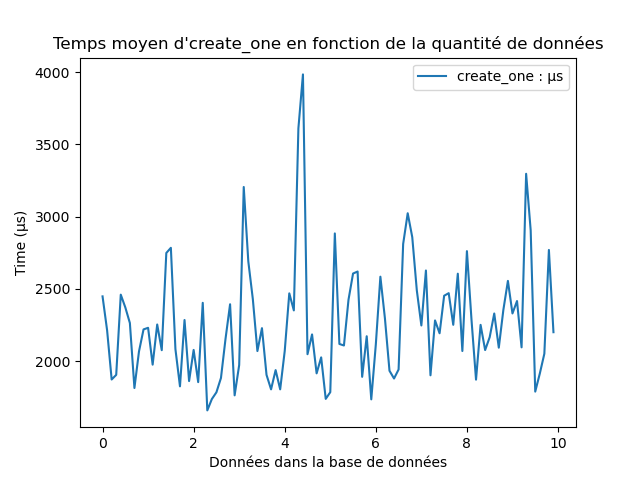 Temps moyen d'create_one en fonction de la quantité de données
create_one : µs
4000
3500
3000
2500
2000
Time (µs)
0 2 4 6 8 10
Données dans la base de données